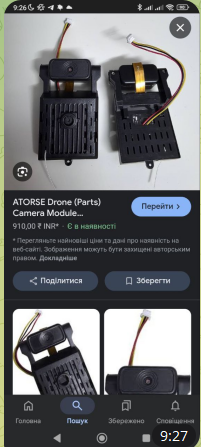 9:26
ATORSE Drone (Parts)
Camera Module...
Перейти >
910,00 ₹ INR* · Є в наявності
* Перегляньте найновіші ціни та дані про наявність на
веб-сайті. Зображення можуть бути захищені авторським
правом. Докладніше
Поділитися
Зберегти
Головна
Пошук
Збережено
Сповіщення
9:27